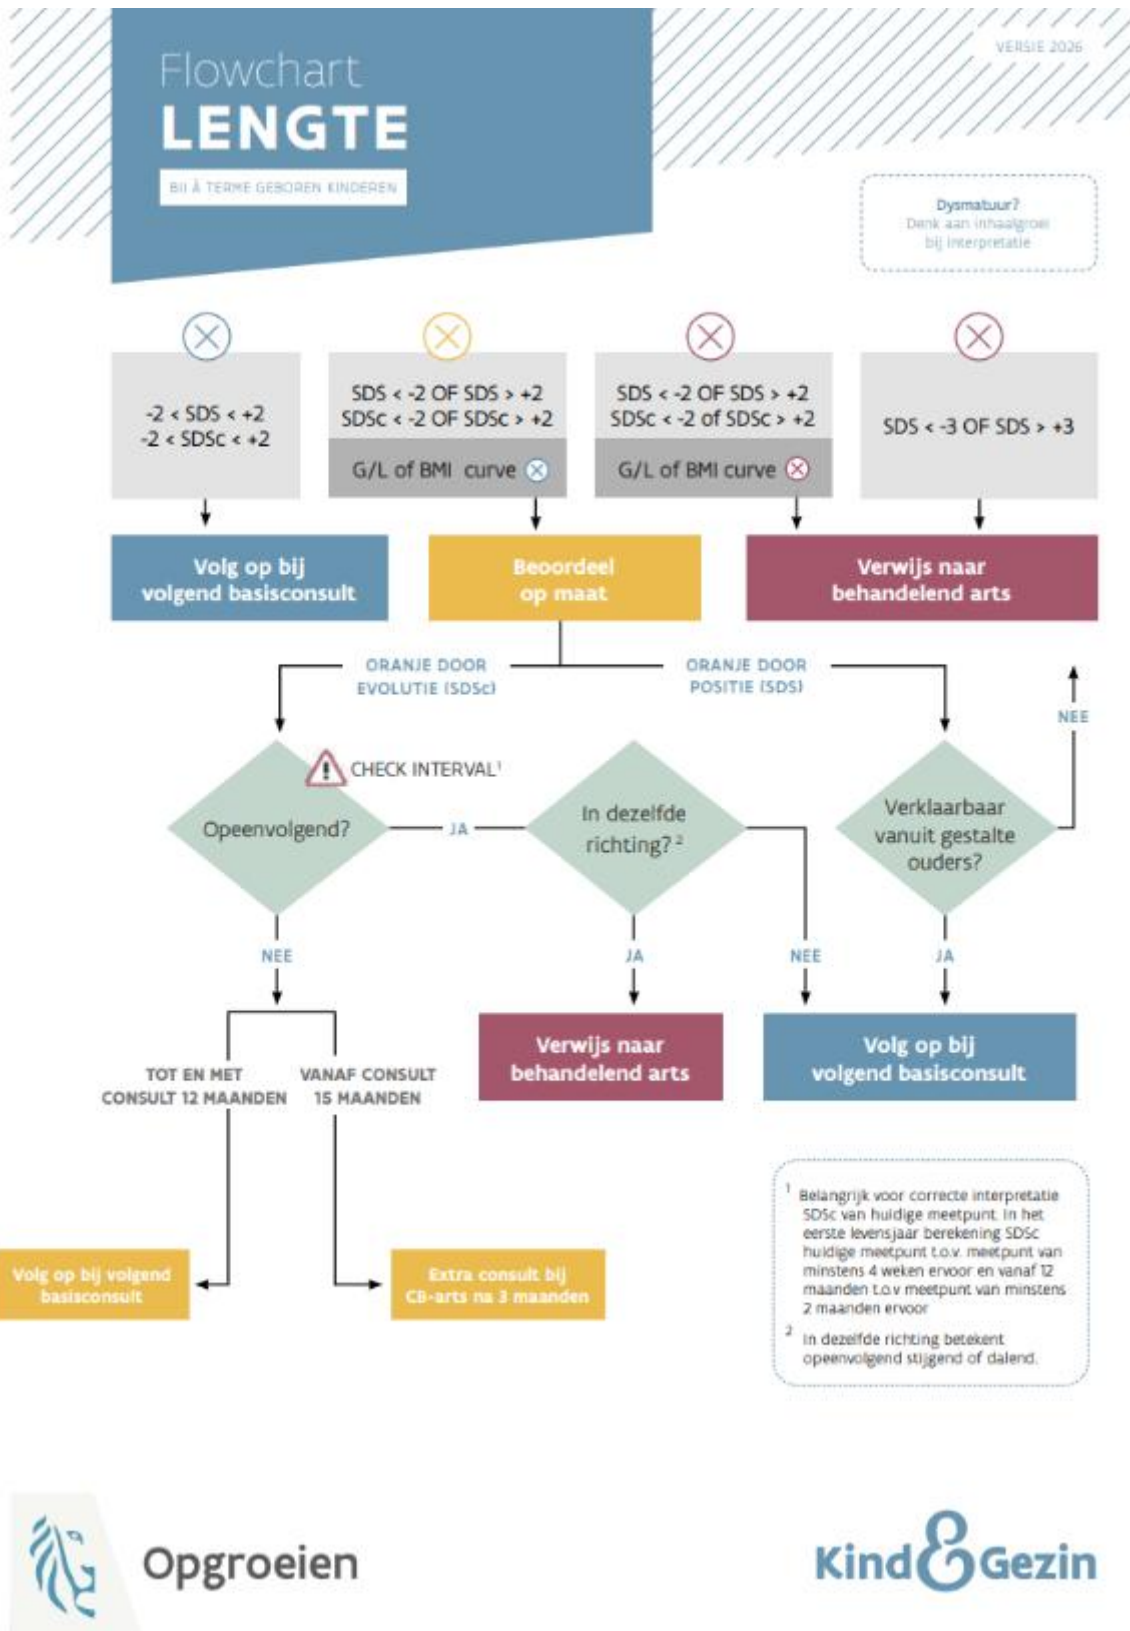 Flowchart
LENGTE
BIJ À TERME GEBOREN KINDEREN
VERSIE 2026
Dysmatuur?
Denk aan inhaalgroei
bij interpretatie
-2 < SDS < +2
-2 < SDSc < +2
SDS < -2 OF SDS > +2
SDSc < -2 OF SDSc > +2
G/L of BMI curve
SDS < -2 OF SDS > +2
SDSc < -2 of SDSc > +2
G/L of BMI curve
SDS < -3 OF SDS > +3
Volg op bij
volgend basisconsult
Beoordeel
op maat
Verwijs naar
behandelend arts
ORANJE DOOR
EVOLUTIE (SDSc)
ORANJE DOOR
POSITIE (SDS)
NEE
CHECK INTERVAL¹
Opeenvolgend?
JA
In dezelfde
richting? ²
Verklaarbaar
vanuit gestalte
ouders?
NEE
JA
NEE
JA
TOT EN MET
CONSULT 12 MAANDEN
VANAF CONSULT
15 MAANDEN
Verwijs naar
behandelend arts
Volg op bij
volgend basisconsult
Volg op bij volgend
basisconsult
Extra consult bij
CB-arts na 3 maanden
¹ Belangrijk voor correcte interpretatie
SDSc van huidige meetpunt. In het
eerste levensjaar berekening SDSc
huidige meetpunt t.o.v. meetpunt van
minstens 4 weken ervoor en vanaf 12
maanden t.o.v meetpunt van minstens
2 maanden ervoor
² In dezelfde richting betekent
opeenvolgend stijgend of dalend.
Opgroeien
Kind & Gezin